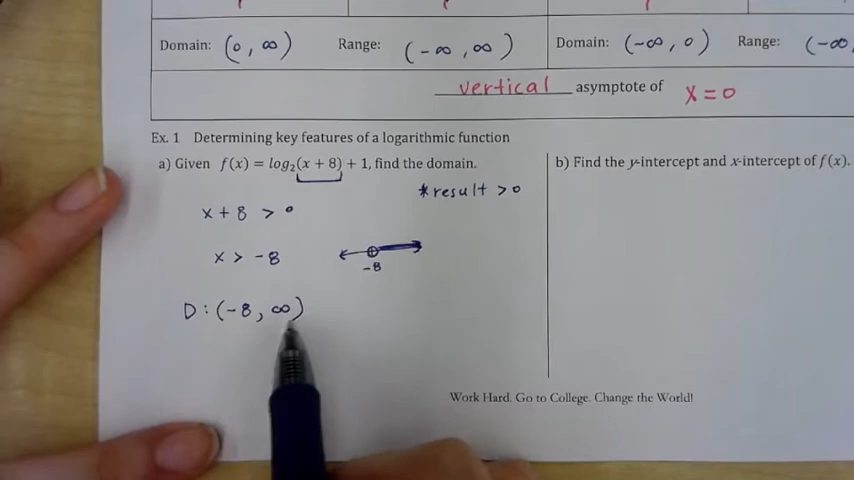 Domain: (0, ∞) Range: (-∞, ∞) Domain: (-∞, 0) Range: (-∞,
vertical asymptote of x = 0
Ex. 1 Determining key features of a logarithmic function
a) Given f(x) = log₂(x + 8) + 1, find the domain.
b) Find the y-intercept and x-intercept of f(x).
*result > 0
x + 8 > 0
x > -8
-8
D: (-8, ∞)
Work Hard. Go to College. Change the World!